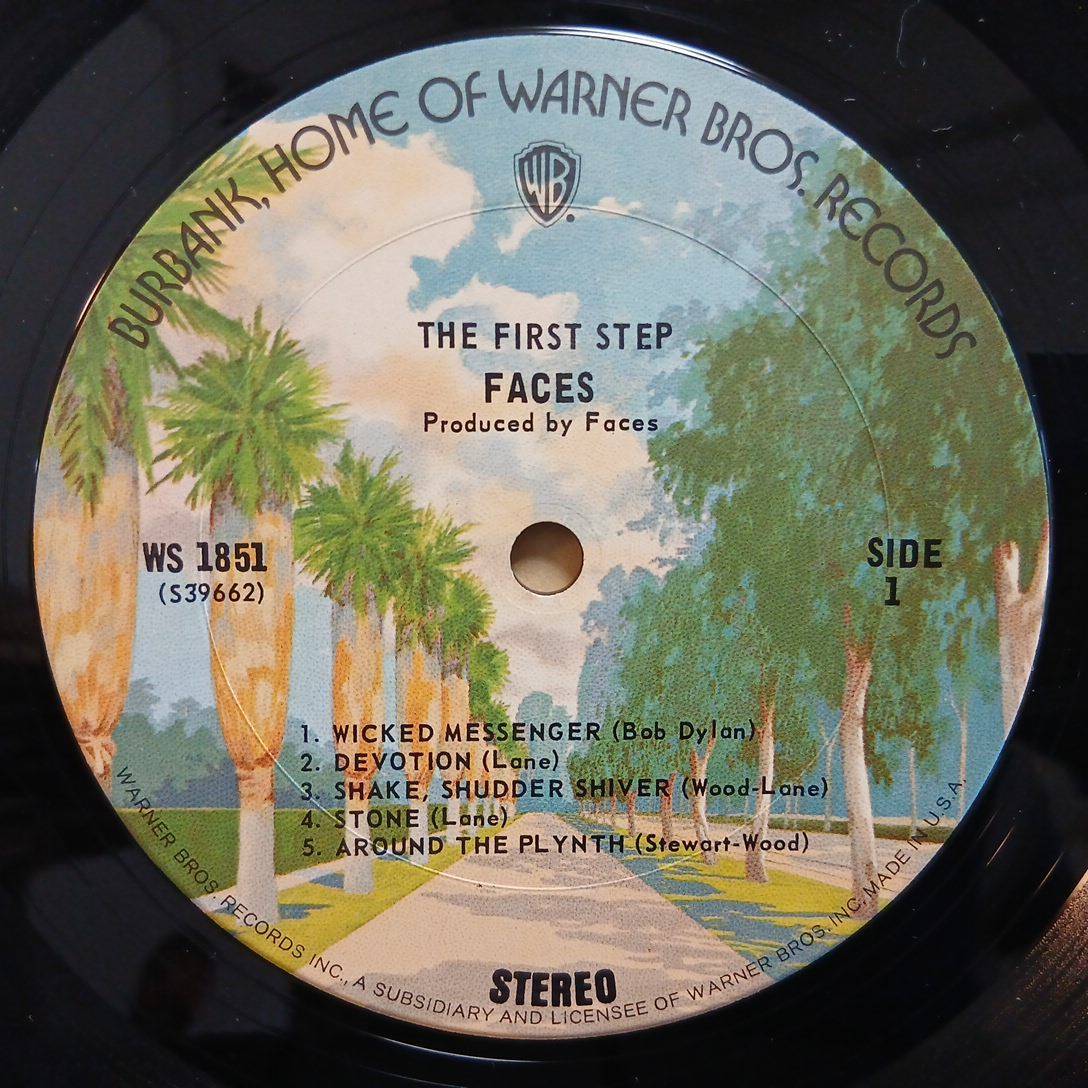 BURBANK, HOME OF WARNER BROS. RECORDS
WB
THE FIRST STEP
FACES
Produced by Faces
WS 1851
(S39662)
SIDE
1
1. WICKED MESSENGER (Bob Dylan)
2. DEVOTION (Lane)
3. SHAKE, SHUDDER SHIVER (Wood-Lane)
4. STONE (Lane)
5. AROUND THE PLYNTH (Stewart-Wood)
STEREO
WARNER BROS. RECORDS INC., A SUBSIDIARY AND LICENSEE OF WARNER BROS. INC. MADE IN U.S.A.